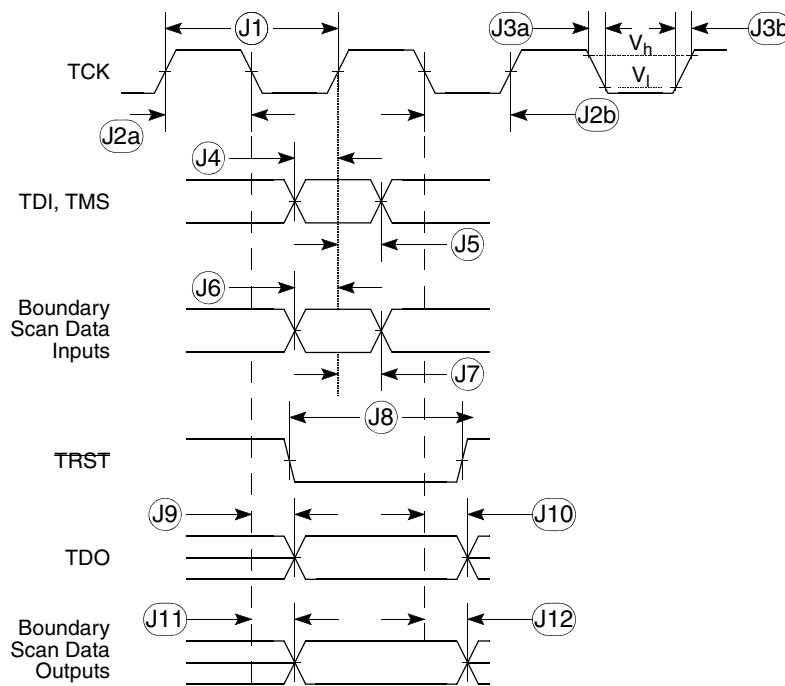 J1
J3a
J3b
Vh
TCK
Vl
J2a
J2b
J4
TDI, TMS
J5
J6
Boundary
Scan Data
Inputs
J7
J8
TRST
J9
J10
TDO
J11
J12
Boundary
Scan Data
Outputs